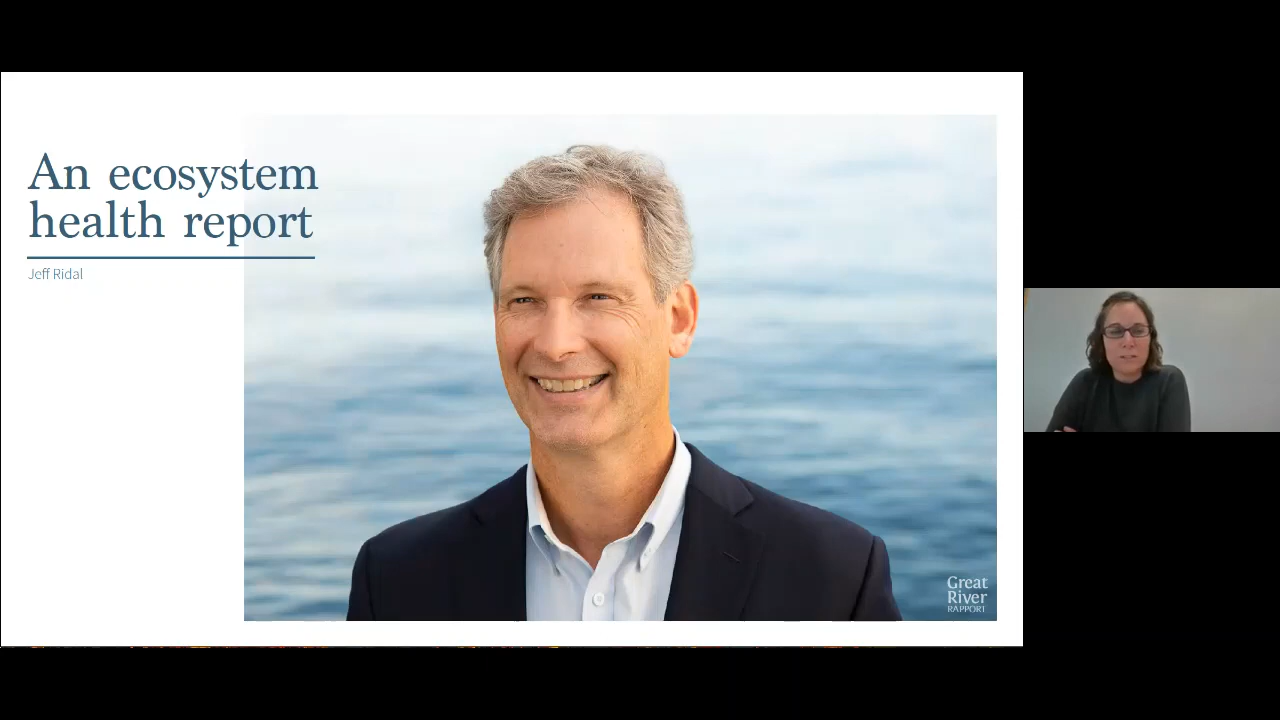 An ecosystem
health report
Jeff Ridal
Great
River
RAPPORT